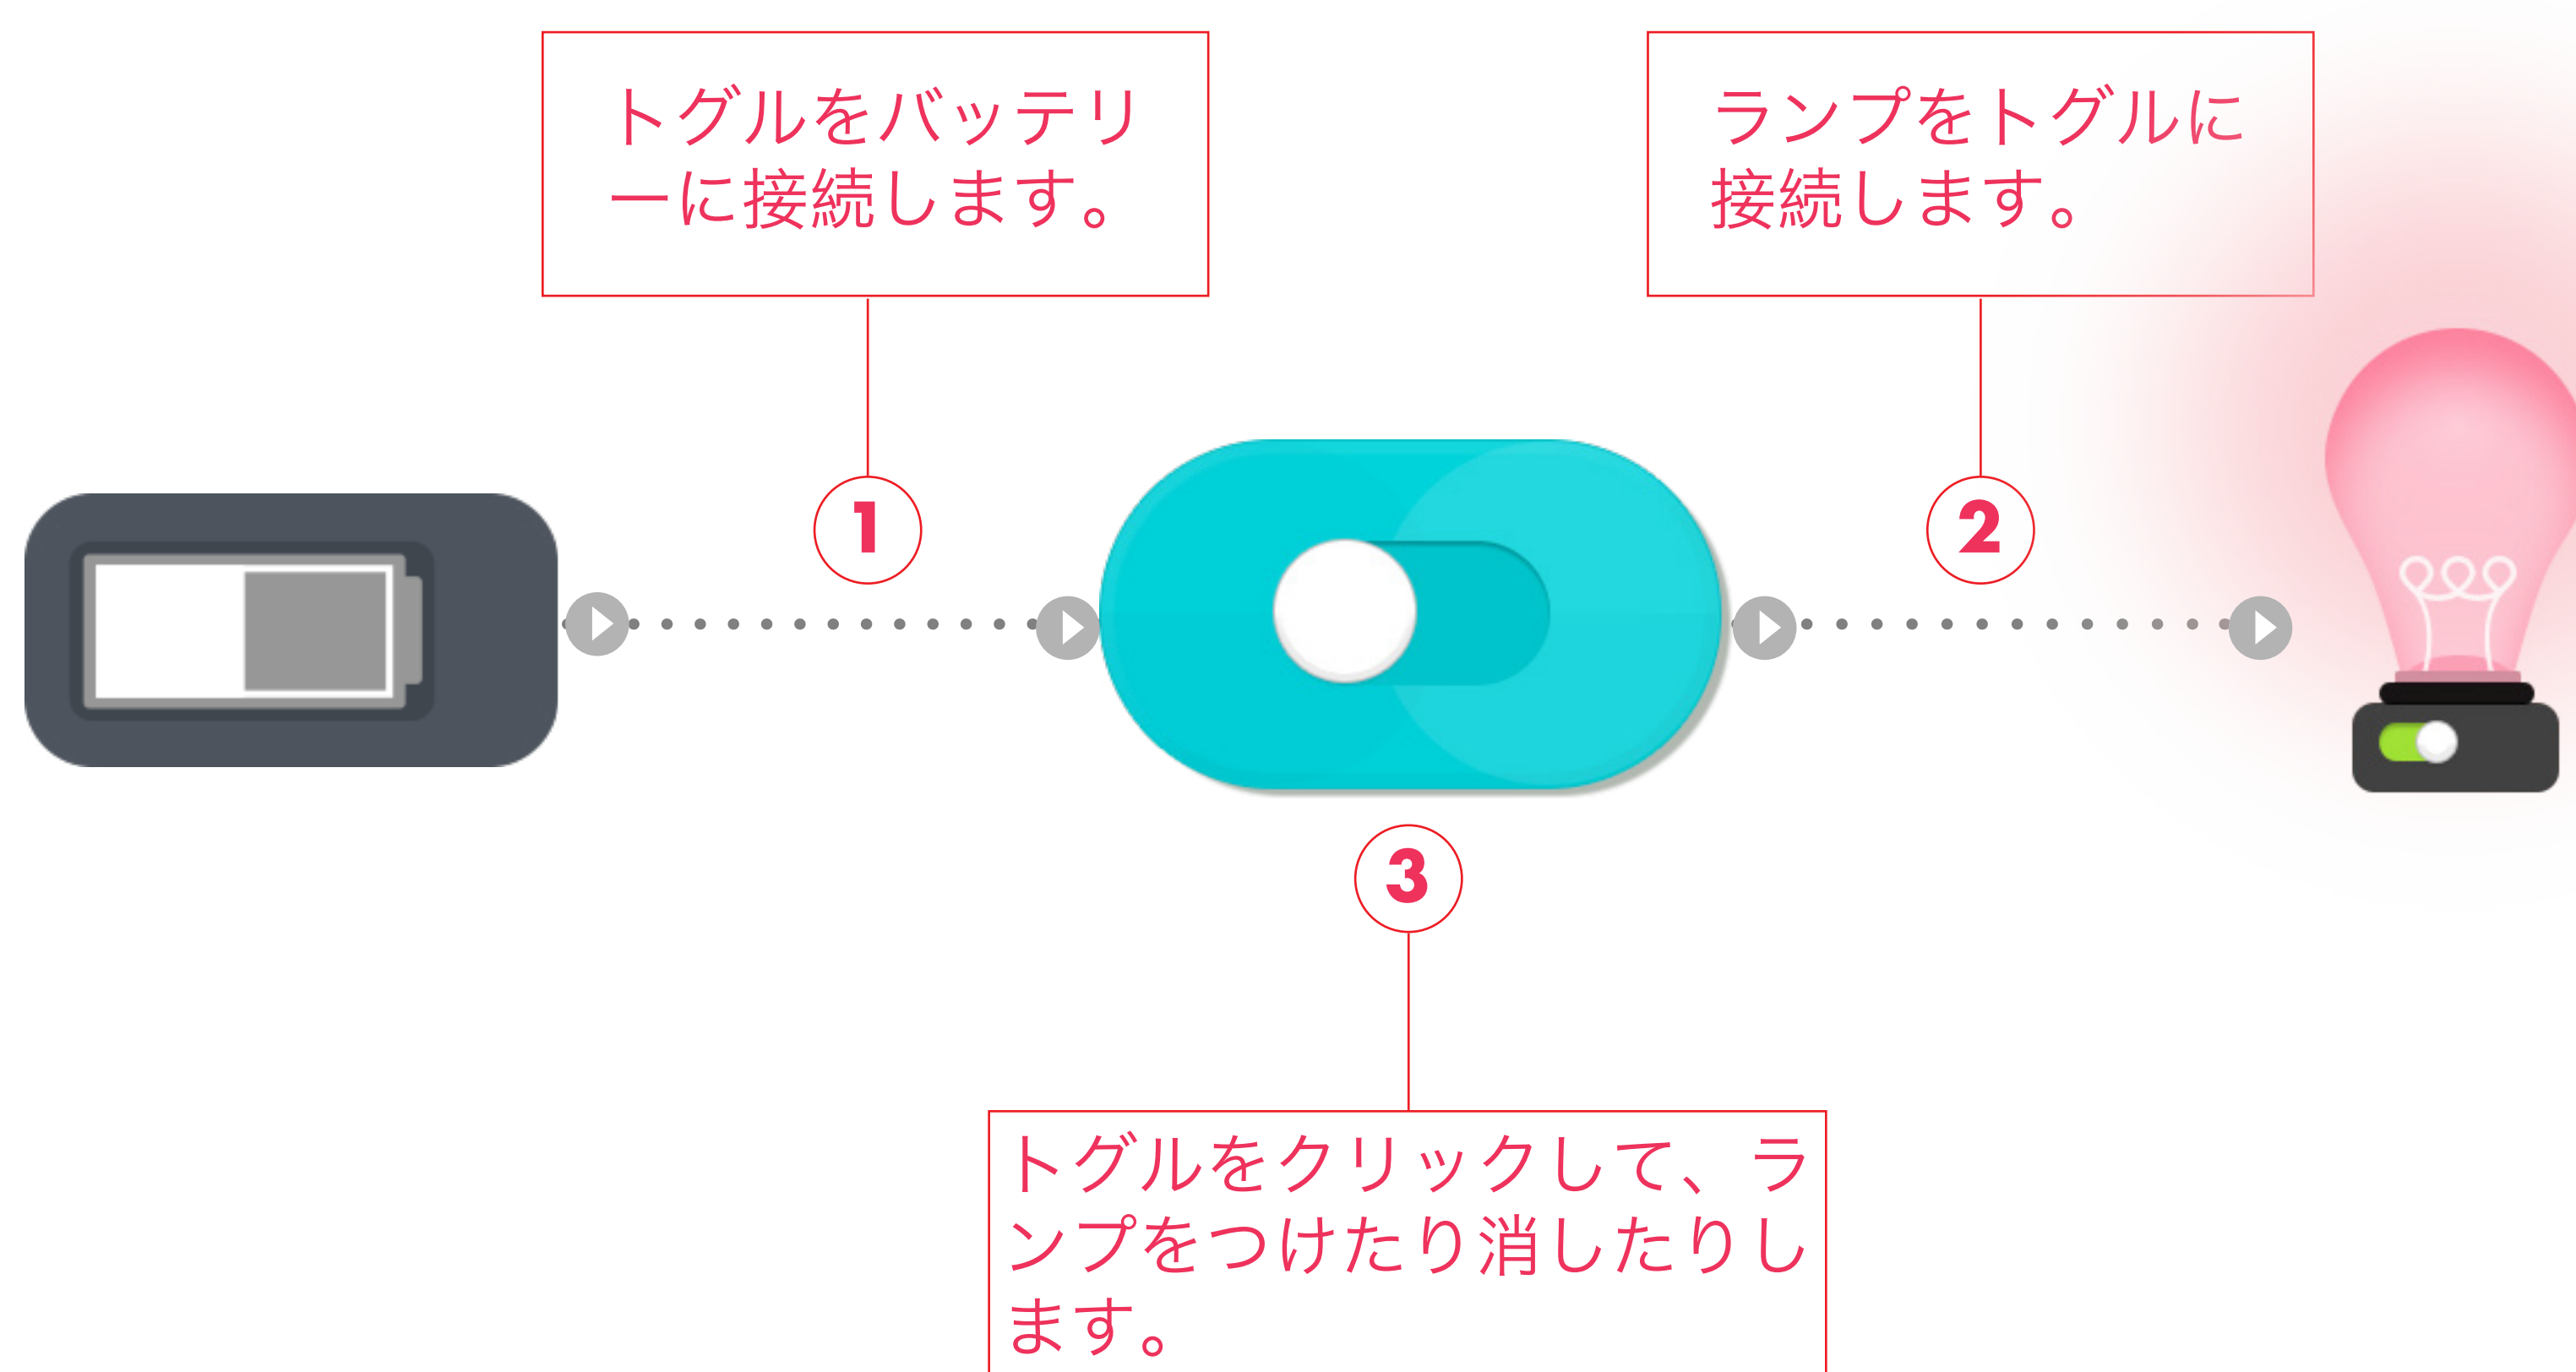 トグルをバッテリ
ーに接続します。
ランプをトグルに
接続します。
1
2
3
トグルをクリックして、ラ
ンプをつけたり消したりし
ます。